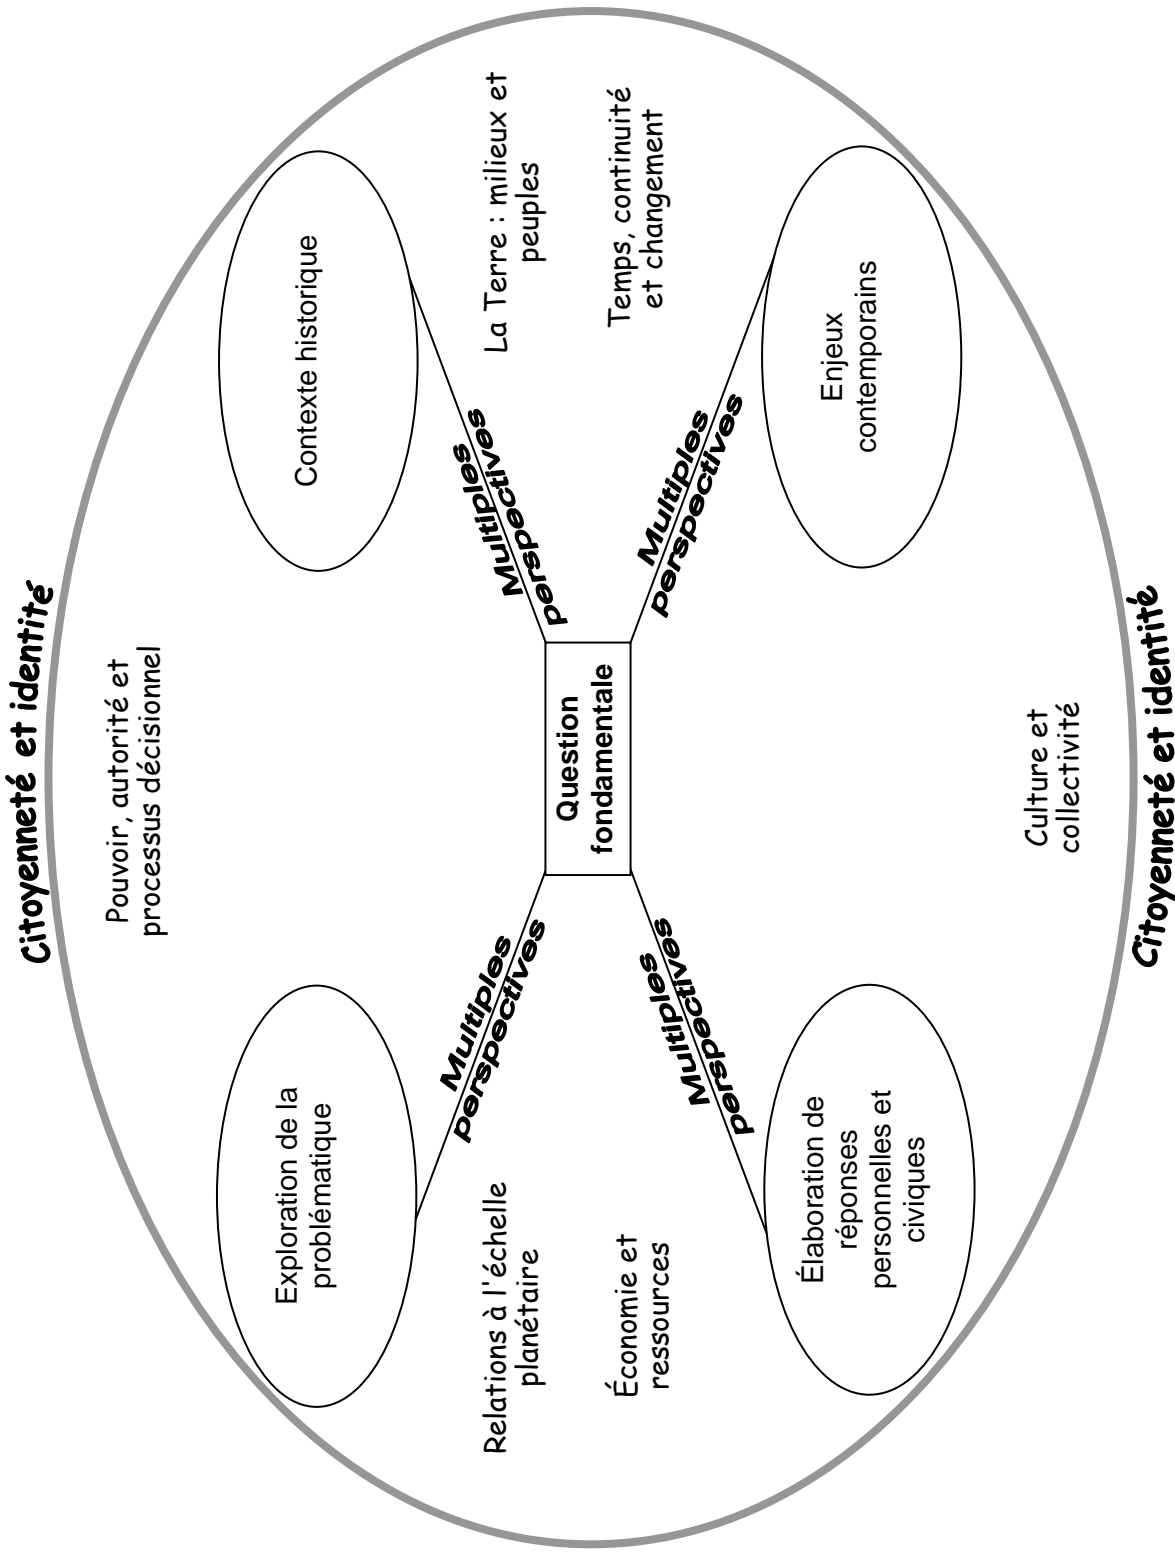 Citoyenneté et identité
Pouvoir, autorité et
processus décisionnel
Exploration de la
problématique
Contexte historique
Multiples
perspectives
Multiples
perspectives
Relations à l'échelle
planétaire
La Terre : milieux et
peuples
Question
fondamentale
Économie et
ressources
Temps, continuité
et changement
Multiples
perspectives
Multiples
perspectives
Élaboration de
réponses
personnelles et
civiques
Enjeux
contemporains
Culture et
collectivité
Citoyenneté et identité